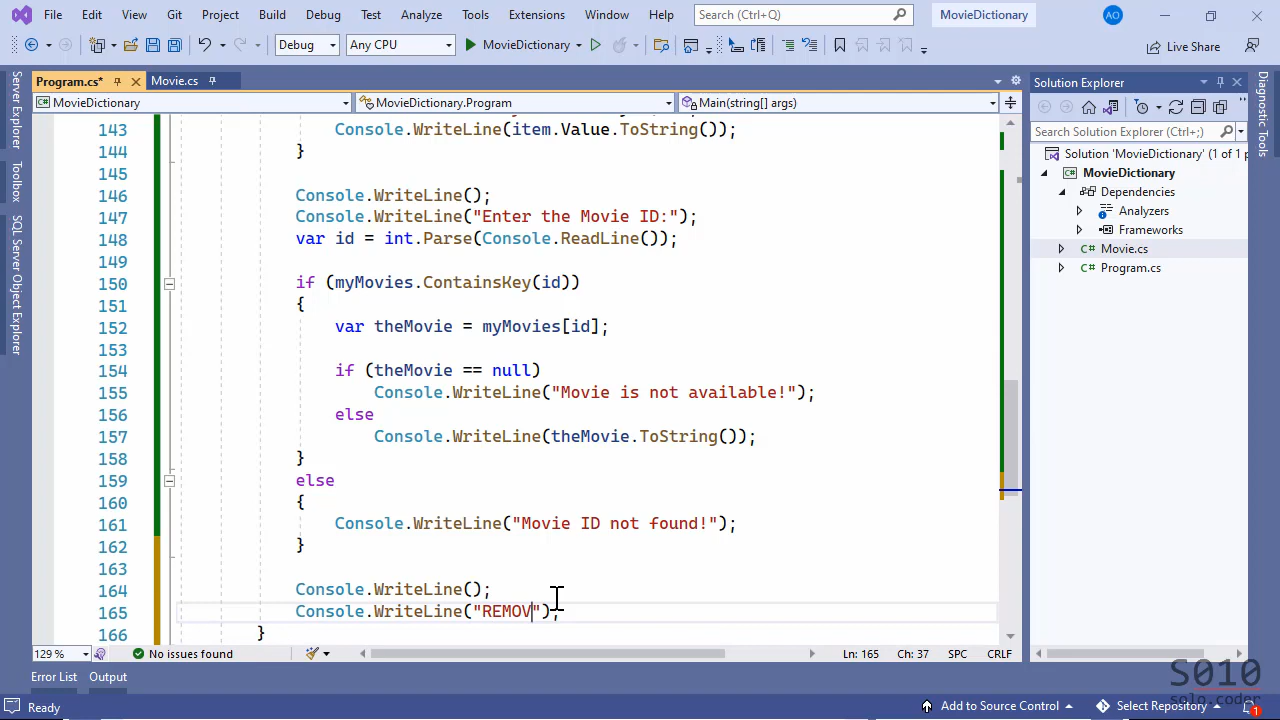 File Edit View Git Project Build Debug Test Analyze Tools Extensions Window Help Search (Ctrl+Q) MovieDictionary AO
Debug Any CPU MovieDictionary Live Share
Program.cs* Movie.cs
MovieDictionary MovieDictionary.Program Main(string[] args)
143 Console.WriteLine(item.Value.ToString());
144 }
145
146 Console.WriteLine();
147 Console.WriteLine("Enter the Movie ID:");
148 var id = int.Parse(Console.ReadLine());
149
150 if (myMovies.ContainsKey(id))
151 {
152 var theMovie = myMovies[id];
153
154 if (theMovie == null)
155 Console.WriteLine("Movie is not available!");
156 else
157 Console.WriteLine(theMovie.ToString());
158 }
159 else
160 {
161 Console.WriteLine("Movie ID not found!");
162 }
163
164 Console.WriteLine();
165 Console.WriteLine("REMOV");
166 }
Server Explorer
Toolbox
SQL Server Object Explorer
Solution Explorer
Search Solution Explorer (Ctrl+;)
Solution 'MovieDictionary' (1 of 1 p
MovieDictionary
Dependencies
Analyzers
Frameworks
C# Movie.cs
C# Program.cs
Diagnostic Tools
129 % No issues found Ln: 165 Ch: 37 SPC CRLF
Error List Output
S010
solo.coder
Ready Add to Source Control Select Repository 1